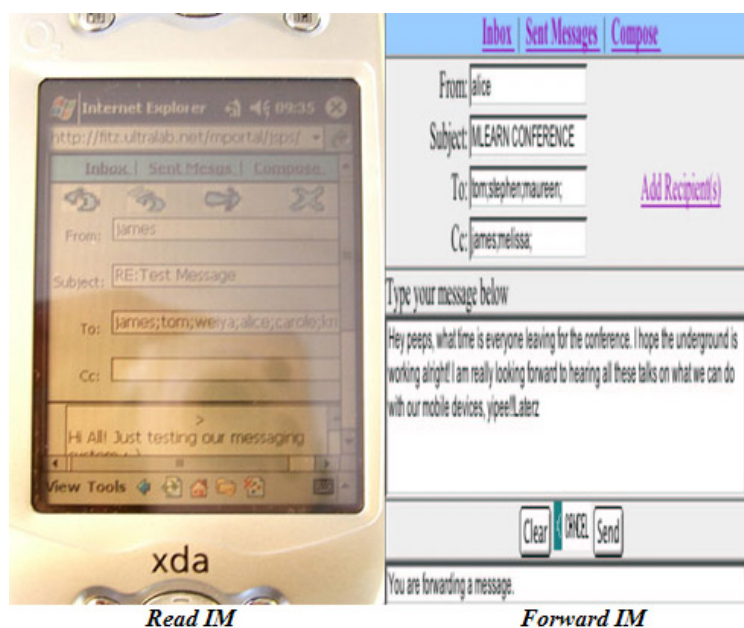 Internet Explorer 09:35
http://fitz.ultralab.net/mportal/jsps/
Inbox | Sent Mesgs | Compose
From: James
Subject: RE:Test Message
To: james;tom;weiya;alice;carole;kri
Cc:
>
Hi All! Just testing our messaging
system : )
View Tools
xda
Read IM
Inbox | Sent Messages | Compose
From: alice
Subject: MLEARN CONFERENCE
To: tom;stephen;maureen;
Add Recipient(s)
Cc: james;melissa;
Type your message below
Hey peeps, what time is everyone leaving for the conference. I hope the underground is
working alright! I am really looking forward to hearing all these talks on what we can do
with our mobile devices, yipee!!Laterz
Clear CANCEL Send
You are forwarding a message.
Forward IM